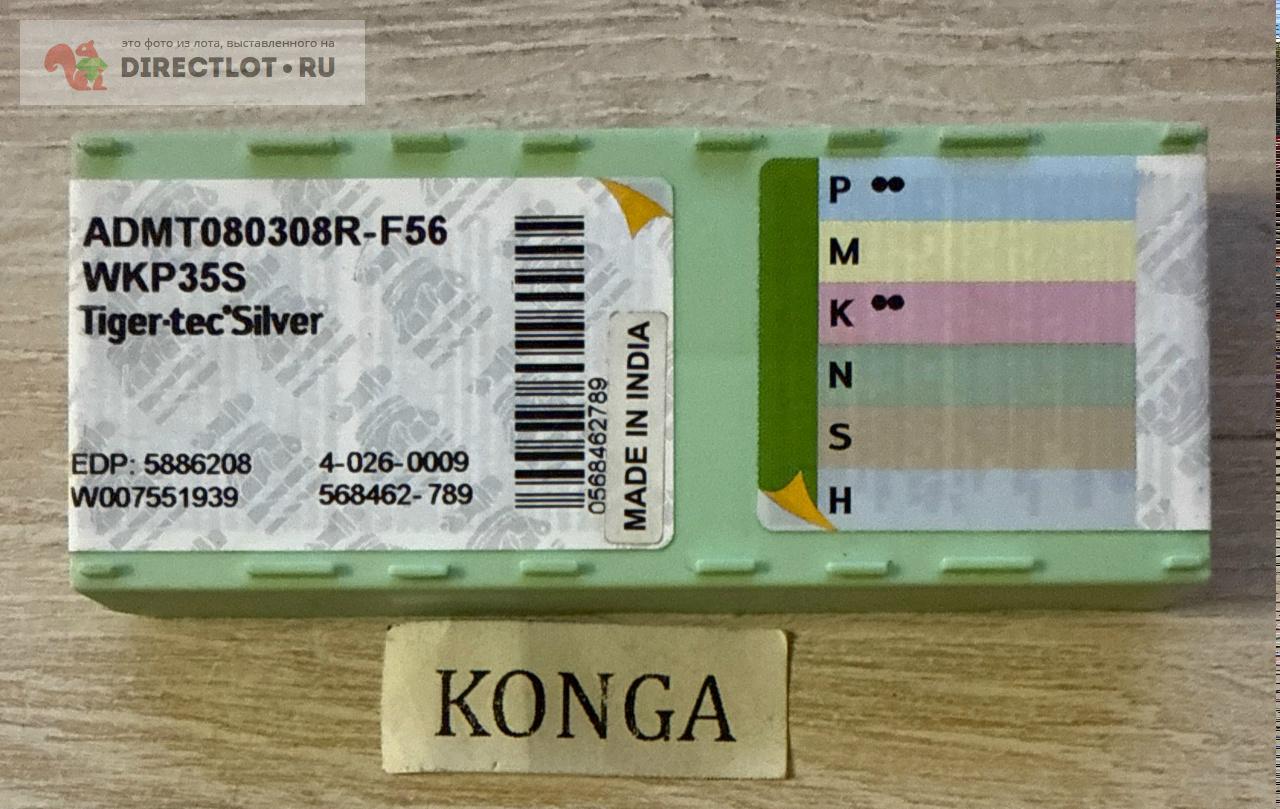 это фото из лота, выставленного на
DIRECTLOT•RU
ADMT080308R-F56
WKP35S
Tiger·tec®Silver
EDP: 5886208 4-026-0009
W007551939 568462-789
0568462789
MADE IN INDIA
P ●●
M
K ●●
N
S
H
KONGA